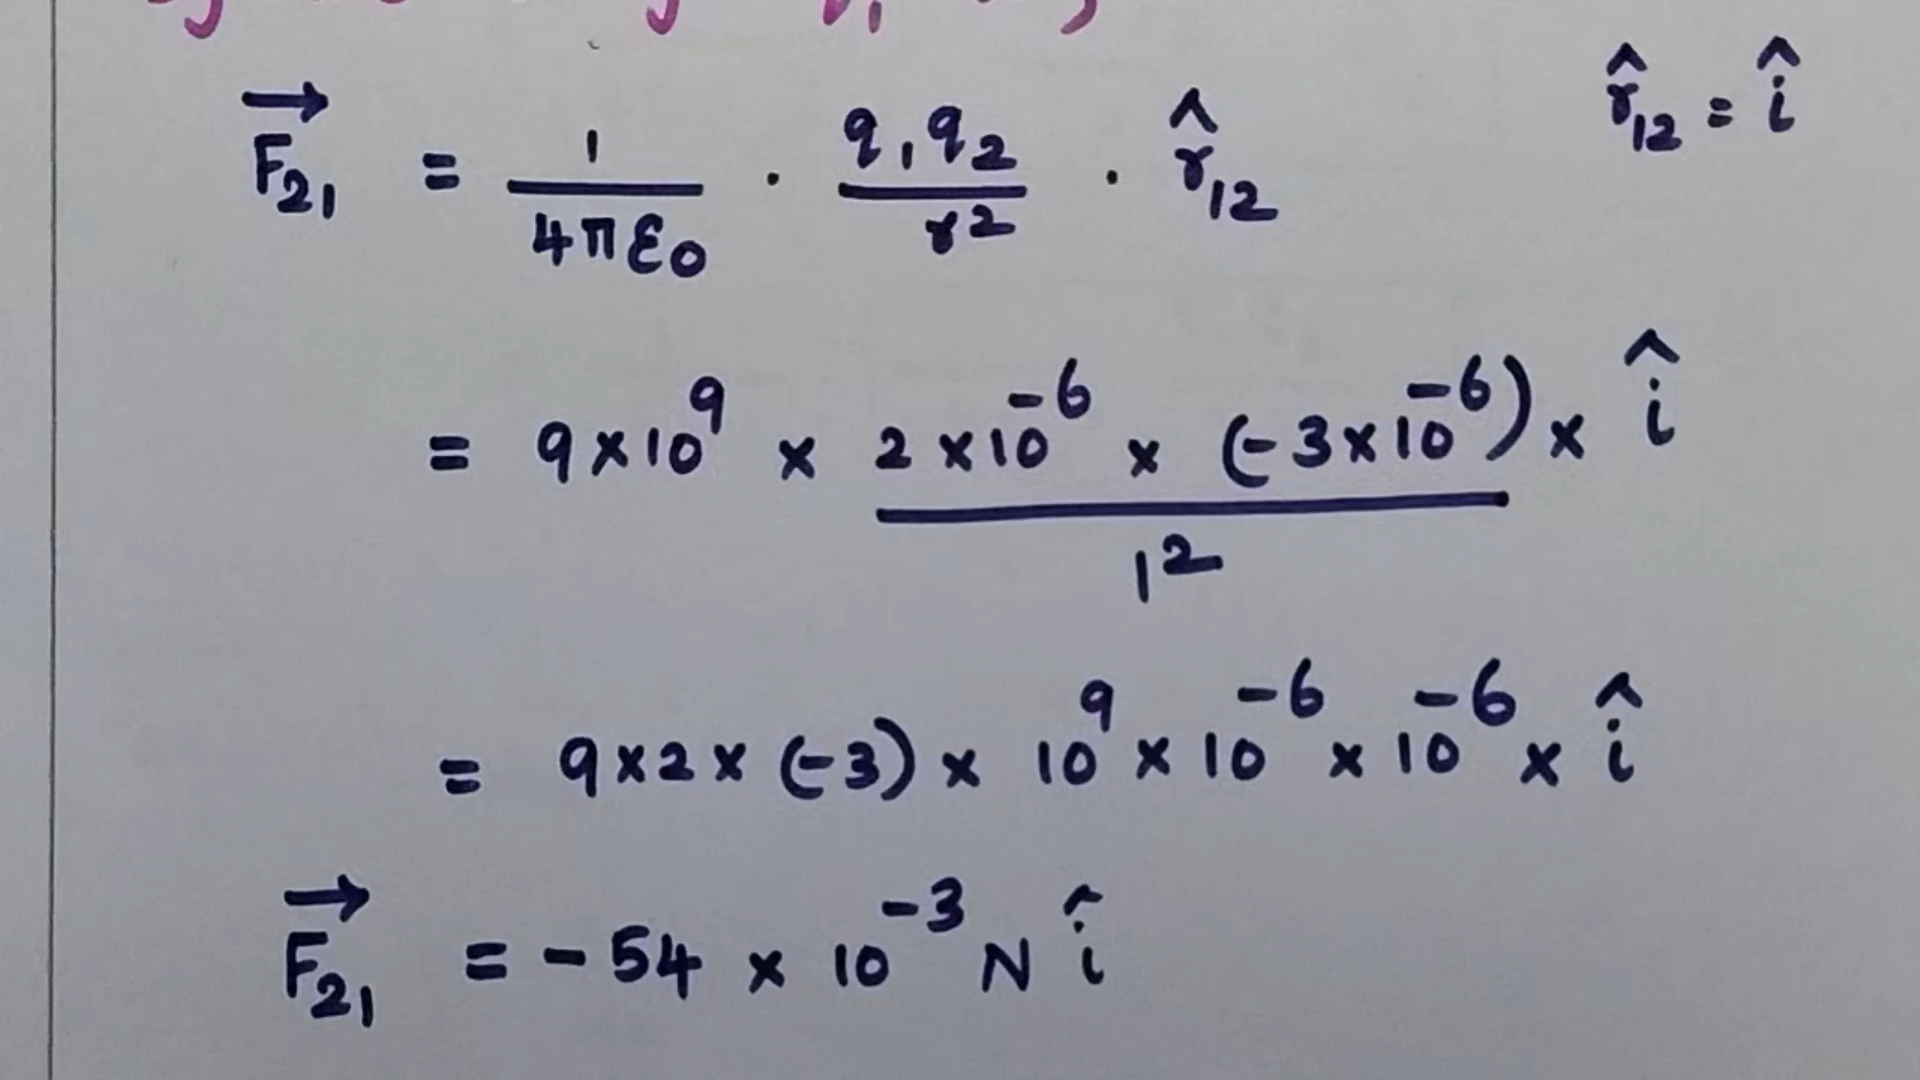 r̂₁₂ = î
F⃗₂₁ = 1/4πε₀ · q₁q₂/r² · r̂₁₂
= 9×10⁹ × 2×10⁻⁶ × (-3×10⁻⁶)/1² × î
= 9×2×(-3) × 10⁹ × 10⁻⁶ × 10⁻⁶ × î
F⃗₂₁ = -54 × 10⁻³ N î